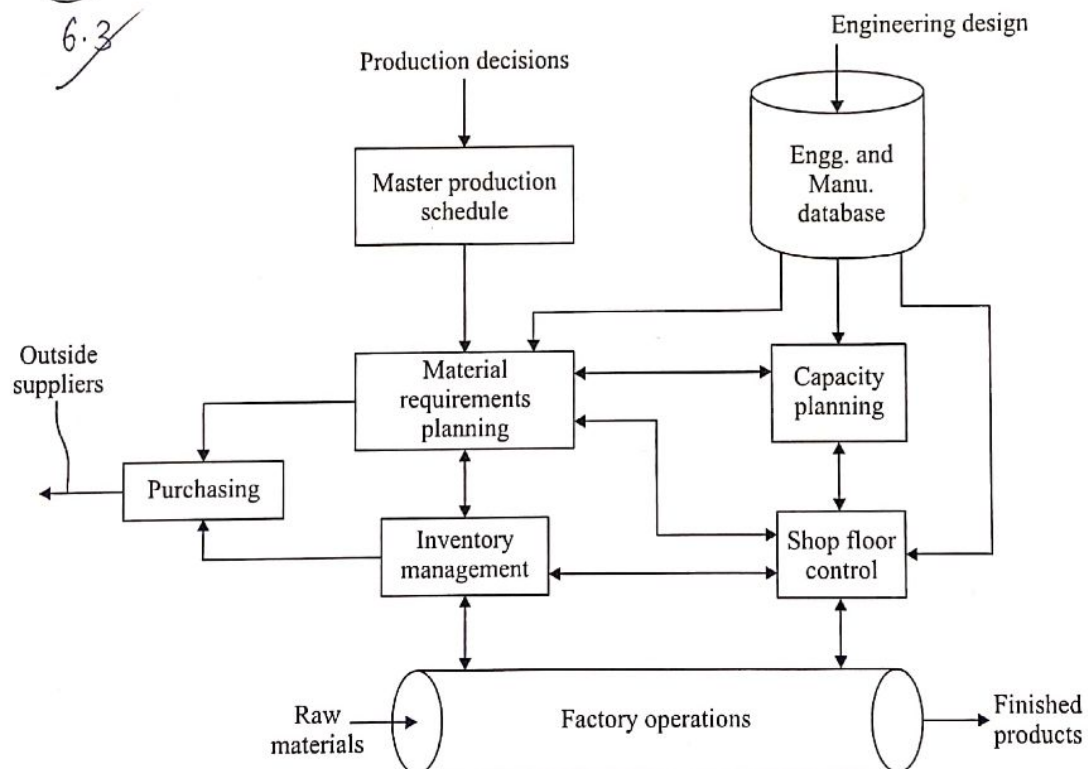 6.3
Engineering design
Production decisions
Engg. and
Manu.
database
Master production
schedule
Outside
suppliers
Material
requirements
planning
Capacity
planning
Purchasing
Inventory
management
Shop floor
control
Raw
materials
Factory operations
Finished
products